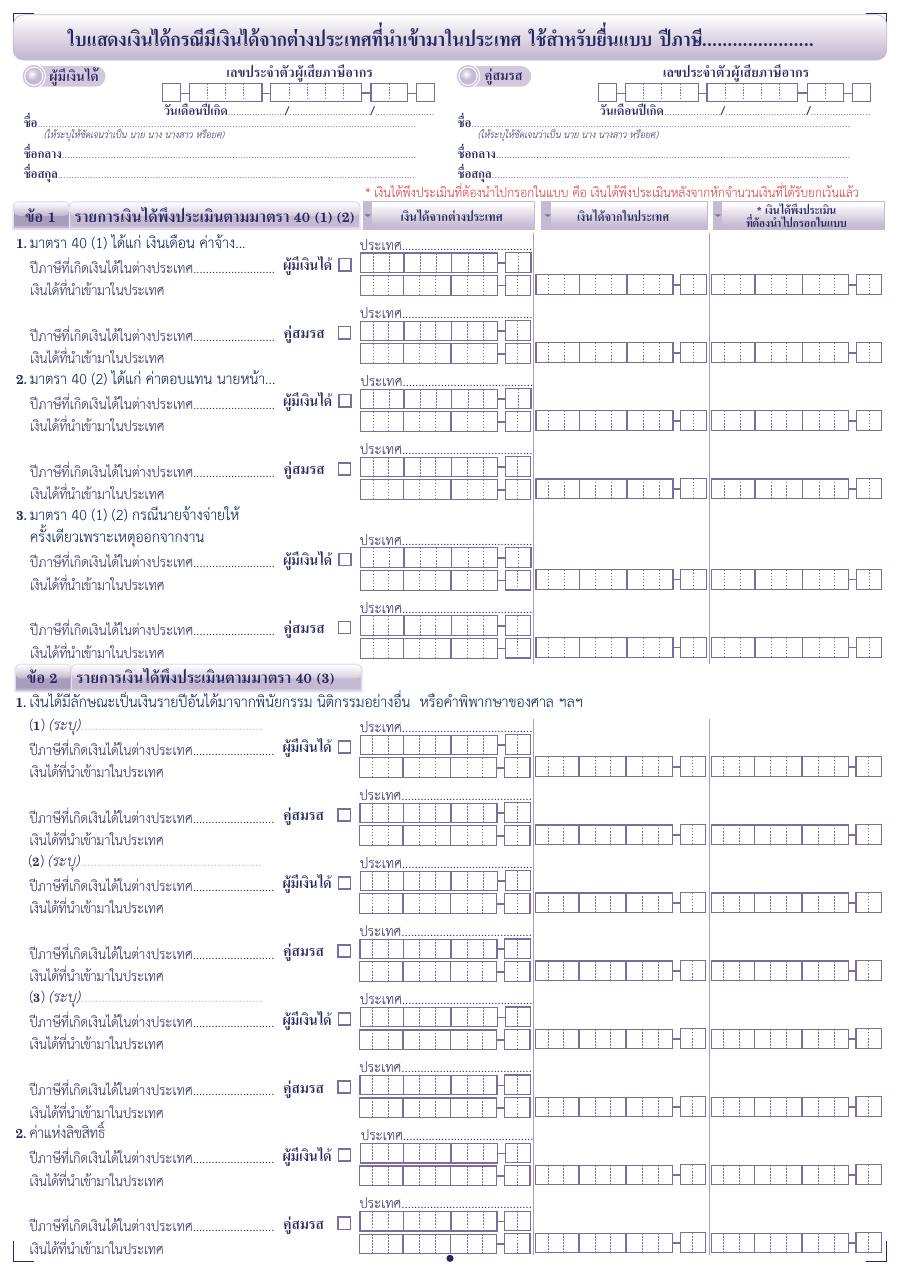 ใบแสดงเงินได้กรณีมีเงินได้จากต่างประเทศที่นำเข้ามาในประเทศ ใช้สำหรับยื่นแบบ ปีภาษี......................
ผู้มีเงินได้ เลขประจำตัวผู้เสียภาษีอากร
วันเดือนปีเกิด / /
ชื่อ
(ให้ระบุให้ชัดเจนว่าเป็น นาย นาง นางสาว หรือยศ)
ชื่อกลาง
ชื่อสกุล
คู่สมรส เลขประจำตัวผู้เสียภาษีอากร
วันเดือนปีเกิด / /
ชื่อ
(ให้ระบุให้ชัดเจนว่าเป็น นาย นาง นางสาว หรือยศ)
ชื่อกลาง
ชื่อสกุล
* เงินได้พึงประเมินที่ต้องนำไปกรอกในแบบ คือ เงินได้พึงประเมินหลังจากหักจำนวนเงินที่ได้รับยกเว้นแล้ว
ข้อ 1 รายการเงินได้พึงประเมินตามมาตรา 40 (1) (2) เงินได้จากต่างประเทศ เงินได้จากในประเทศ * เงินได้พึงประเมิน
ที่ต้องนำไปกรอกในแบบ
1. มาตรา 40 (1) ได้แก่ เงินเดือน ค่าจ้าง... ประเทศ
ปีภาษีที่เกิดเงินได้ในต่างประเทศ ผู้มีเงินได้
เงินได้ที่นำเข้ามาในประเทศ
ประเทศ
ปีภาษีที่เกิดเงินได้ในต่างประเทศ คู่สมรส
เงินได้ที่นำเข้ามาในประเทศ
2. มาตรา 40 (2) ได้แก่ ค่าตอบแทน นายหน้า... ประเทศ
ปีภาษีที่เกิดเงินได้ในต่างประเทศ ผู้มีเงินได้
เงินได้ที่นำเข้ามาในประเทศ
ประเทศ
ปีภาษีที่เกิดเงินได้ในต่างประเทศ คู่สมรส
เงินได้ที่นำเข้ามาในประเทศ
3. มาตรา 40 (1) (2) กรณีนายจ้างจ่ายให้
ครั้งเดียวเพราะเหตุออกจากงาน ประเทศ
ปีภาษีที่เกิดเงินได้ในต่างประเทศ ผู้มีเงินได้
เงินได้ที่นำเข้ามาในประเทศ
ประเทศ
ปีภาษีที่เกิดเงินได้ในต่างประเทศ คู่สมรส
เงินได้ที่นำเข้ามาในประเทศ
ข้อ 2 รายการเงินได้พึงประเมินตามมาตรา 40 (3)
1. เงินได้มีลักษณะเป็นเงินรายปีอันได้มาจากพินัยกรรม นิติกรรมอย่างอื่น หรือคำพิพากษาของศาล ฯลฯ
(1) (ระบุ) ประเทศ
ปีภาษีที่เกิดเงินได้ในต่างประเทศ ผู้มีเงินได้
เงินได้ที่นำเข้ามาในประเทศ
ประเทศ
ปีภาษีที่เกิดเงินได้ในต่างประเทศ คู่สมรส
เงินได้ที่นำเข้ามาในประเทศ
(2) (ระบุ) ประเทศ
ปีภาษีที่เกิดเงินได้ในต่างประเทศ ผู้มีเงินได้
เงินได้ที่นำเข้ามาในประเทศ
ประเทศ
ปีภาษีที่เกิดเงินได้ในต่างประเทศ คู่สมรส
เงินได้ที่นำเข้ามาในประเทศ
(3) (ระบุ) ประเทศ
ปีภาษีที่เกิดเงินได้ในต่างประเทศ ผู้มีเงินได้
เงินได้ที่นำเข้ามาในประเทศ
ประเทศ
ปีภาษีที่เกิดเงินได้ในต่างประเทศ คู่สมรส
เงินได้ที่นำเข้ามาในประเทศ
2. ค่าแห่งลิขสิทธิ์ ประเทศ
ปีภาษีที่เกิดเงินได้ในต่างประเทศ ผู้มีเงินได้
เงินได้ที่นำเข้ามาในประเทศ
ประเทศ
ปีภาษีที่เกิดเงินได้ในต่างประเทศ คู่สมรส
เงินได้ที่นำเข้ามาในประเทศ